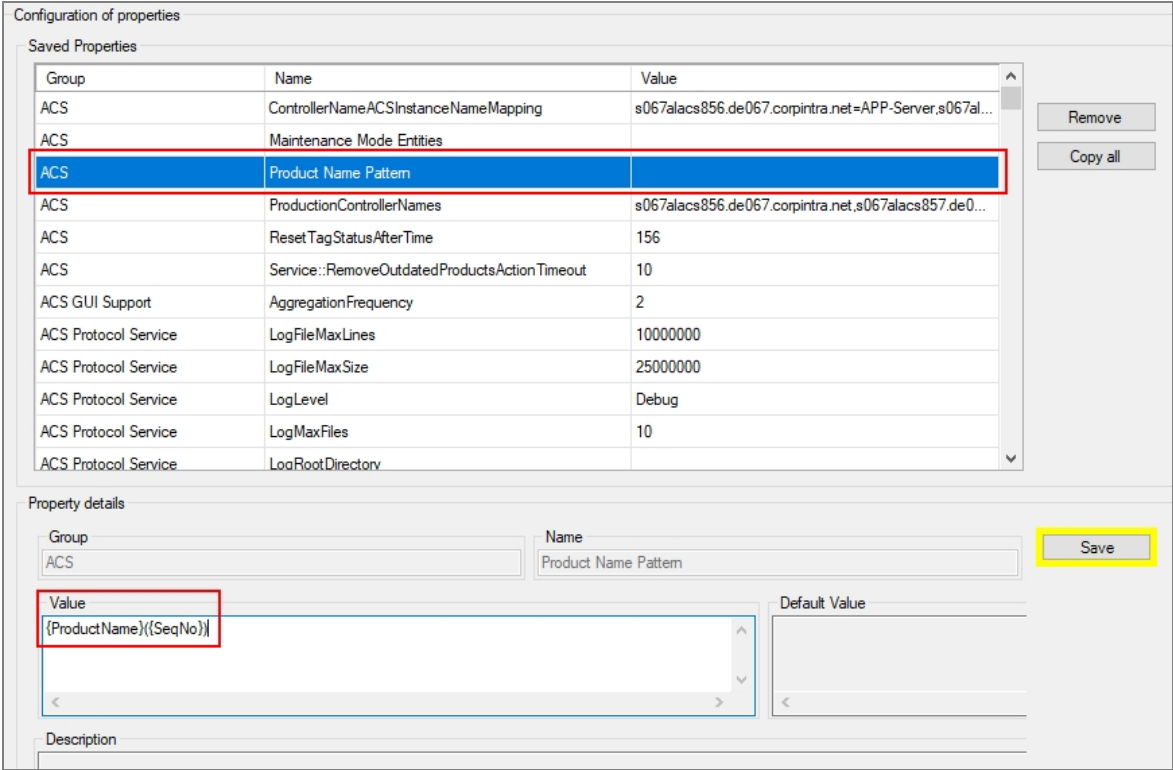 Configuration of properties
Saved Properties
Group Name Value
ACS ControllerNameACSInstanceNameMapping s067alacs856.de067.corpintra.net=APP-Server,s067al...
ACS Maintenance Mode Entities
ACS Product Name Pattern
ACS ProductionControllerNames s067alacs856.de067.corpintra.net,s067alacs857.de0...
ACS ResetTagStatusAfterTime 156
ACS Service::RemoveOutdatedProductsActionTimeout 10
ACS GUI Support AggregationFrequency 2
ACS Protocol Service LogFileMaxLines 10000000
ACS Protocol Service LogFileMaxSize 25000000
ACS Protocol Service LogLevel Debug
ACS Protocol Service LogMaxFiles 10
ACS Protocol Service LogRootDirectory
Remove
Copy all
Property details
Group Name
ACS Product Name Pattern
Save
Value Default Value
{ProductName}({SeqNo})
Description